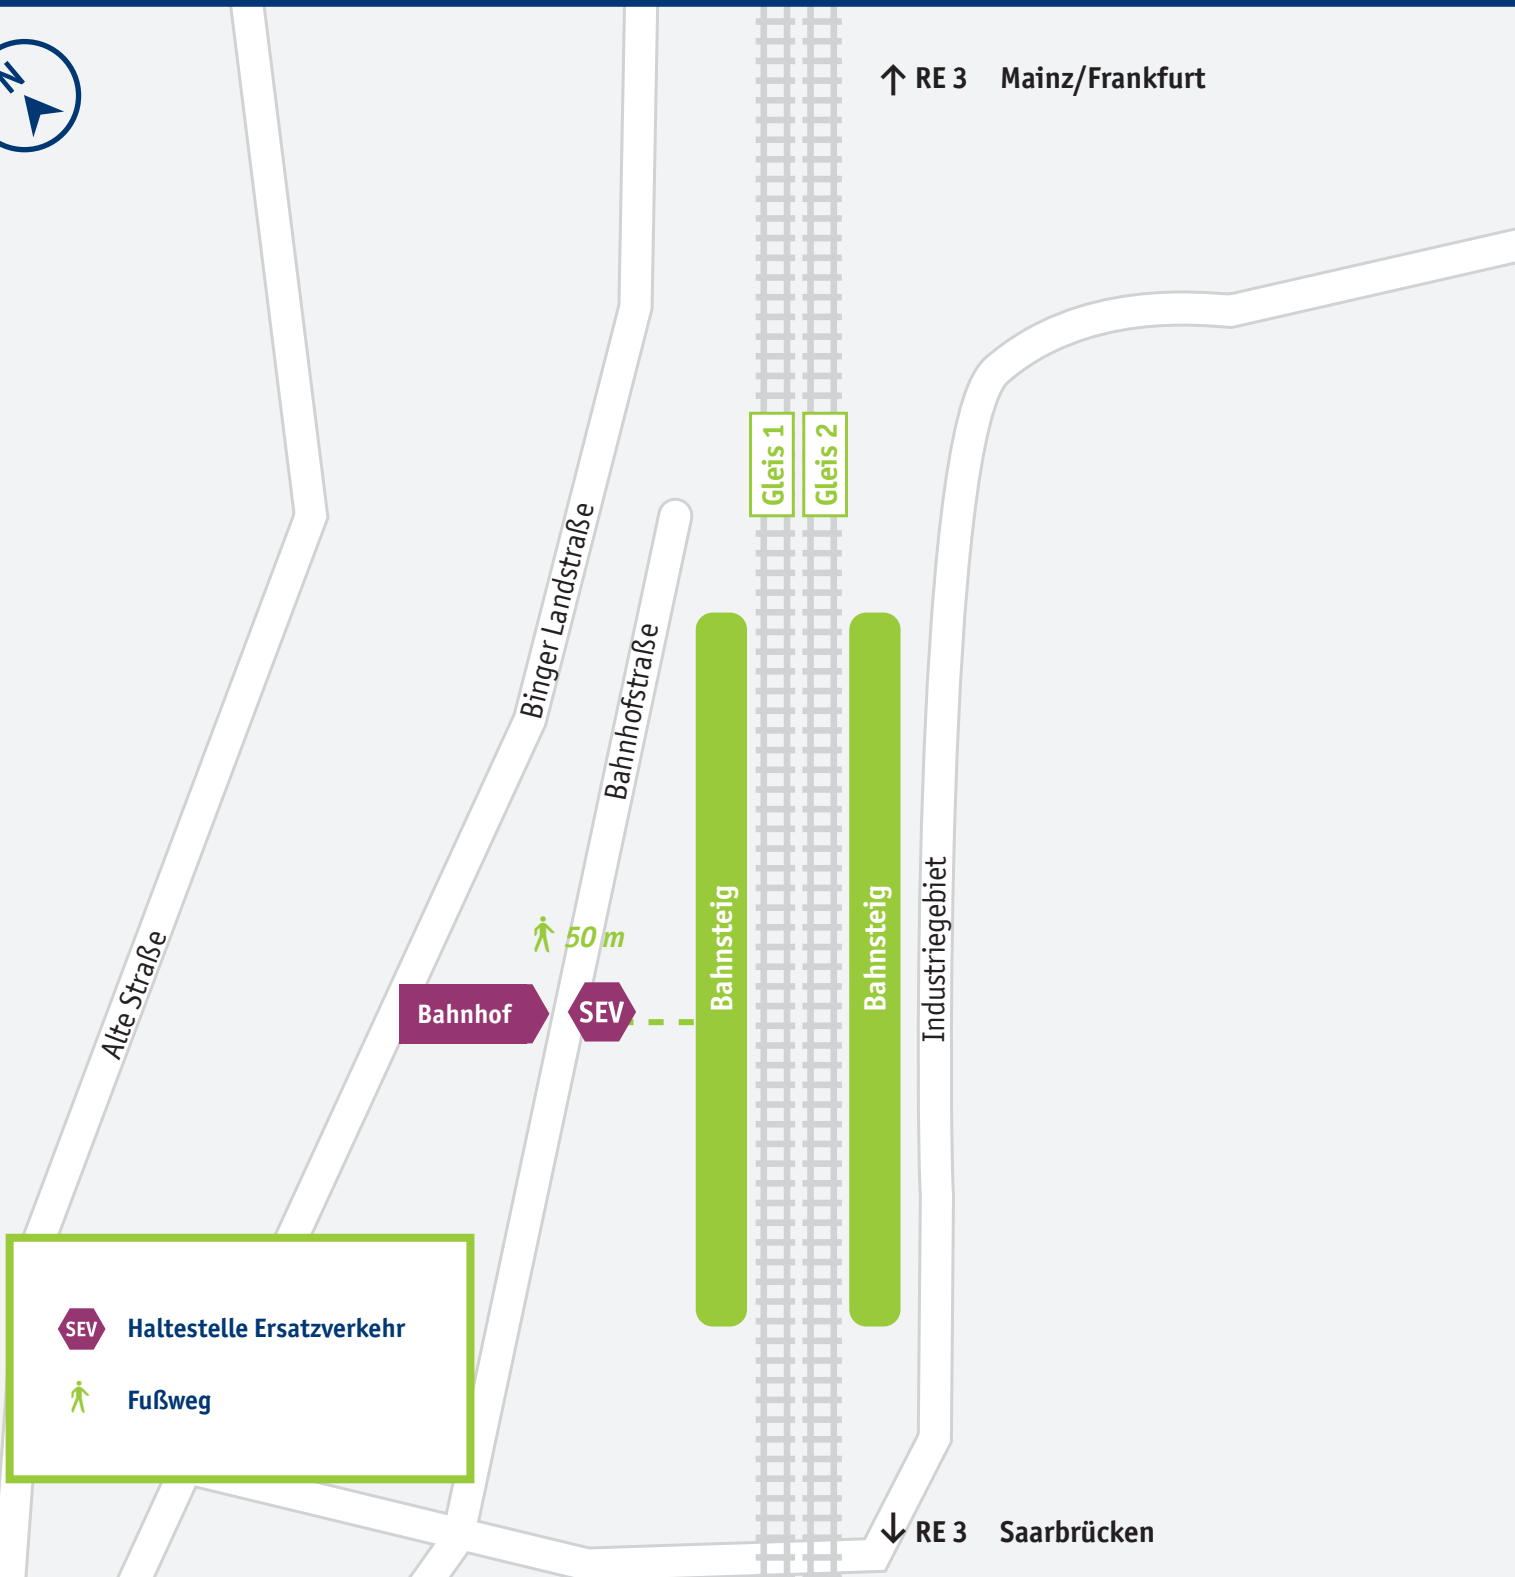 N
↑ RE 3 Mainz/Frankfurt
Gleis 1
Gleis 2
Binger Landstraße
Bahnhofstraße
Alte Straße
50 m
Bahnhof
SEV
Bahnsteig
Bahnsteig
Industriegebiet
SEV Haltestelle Ersatzverkehr
Fußweg
↓ RE 3 Saarbrücken